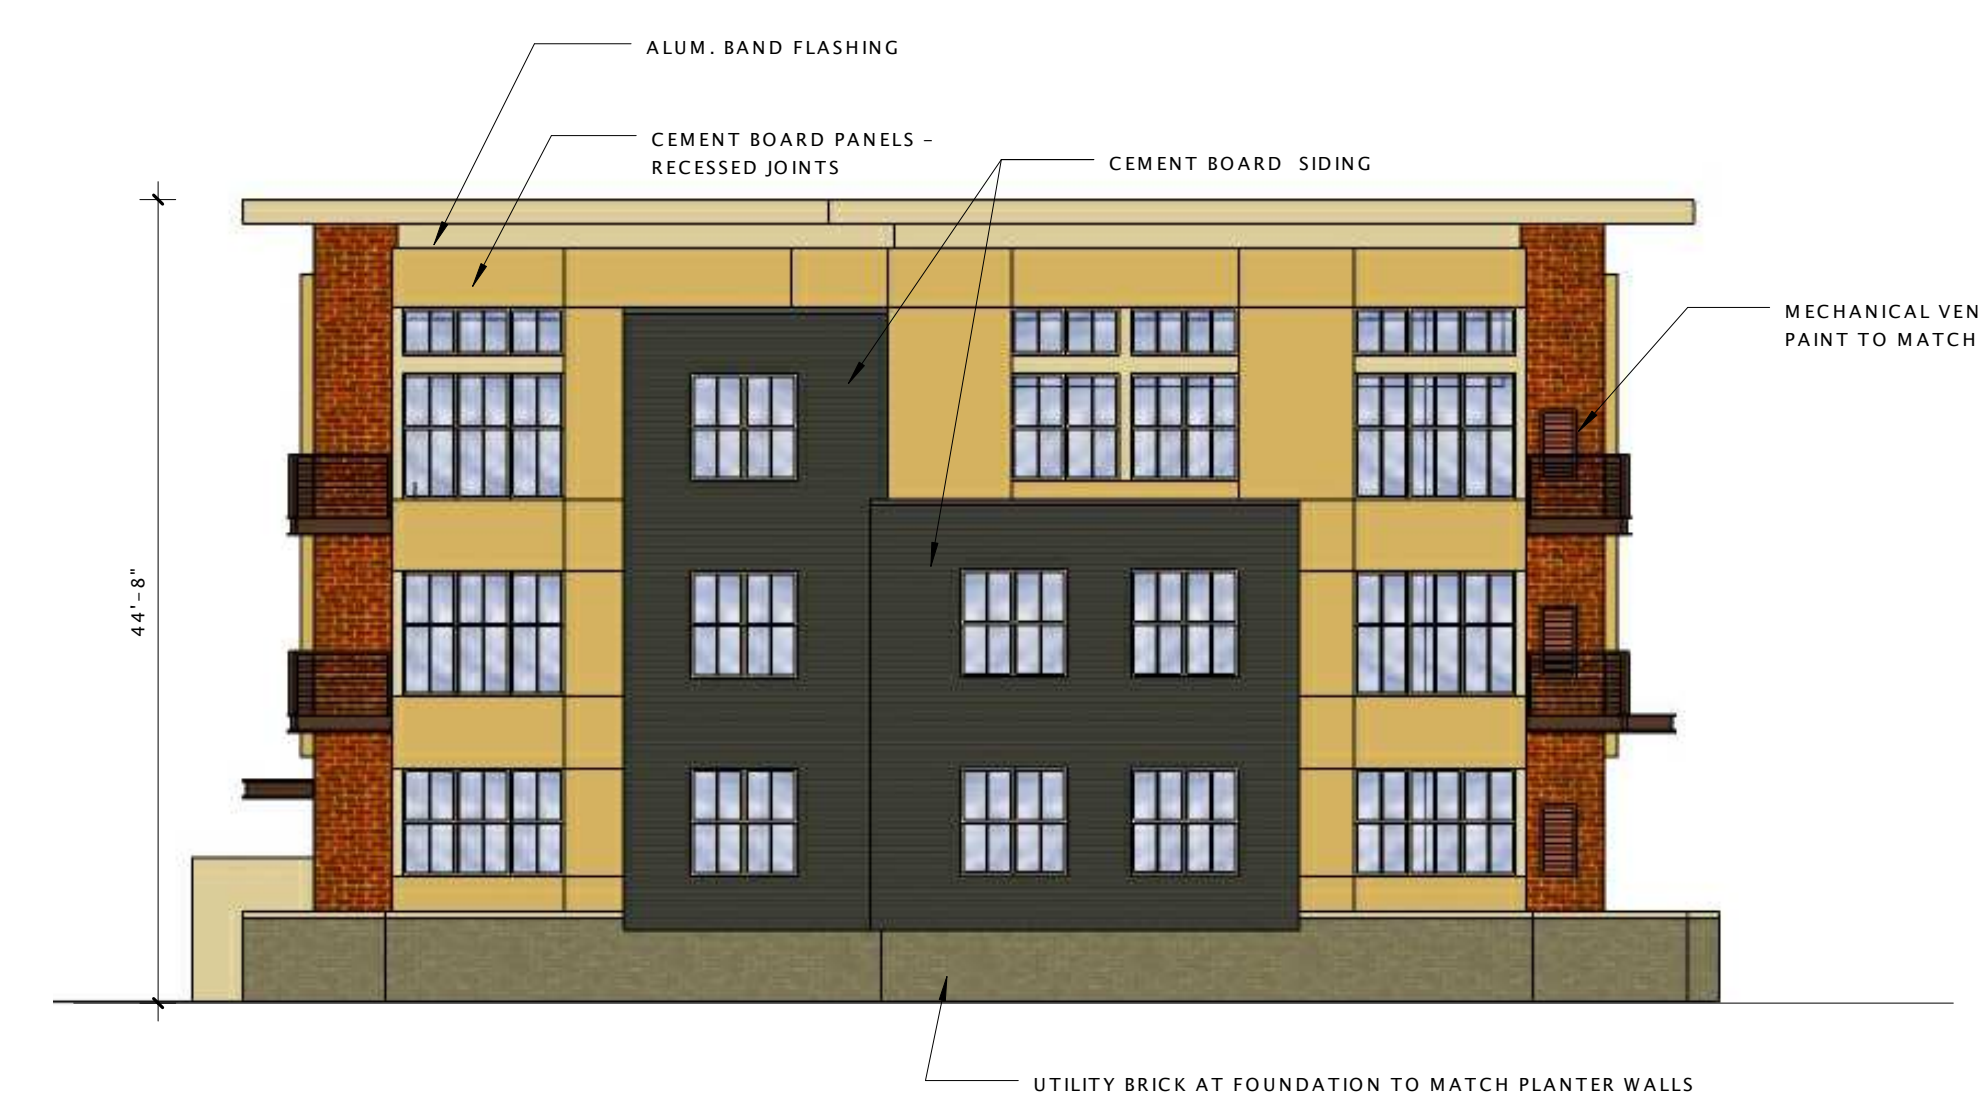 ALUM. BAND FLASHING
CEMENT BOARD PANELS –
RECESSED JOINTS
CEMENT BOARD SIDING
MECHANICAL VEN
PAINT TO MATCH
44'-8"
UTILITY BRICK AT FOUNDATION TO MATCH PLANTER WALLS